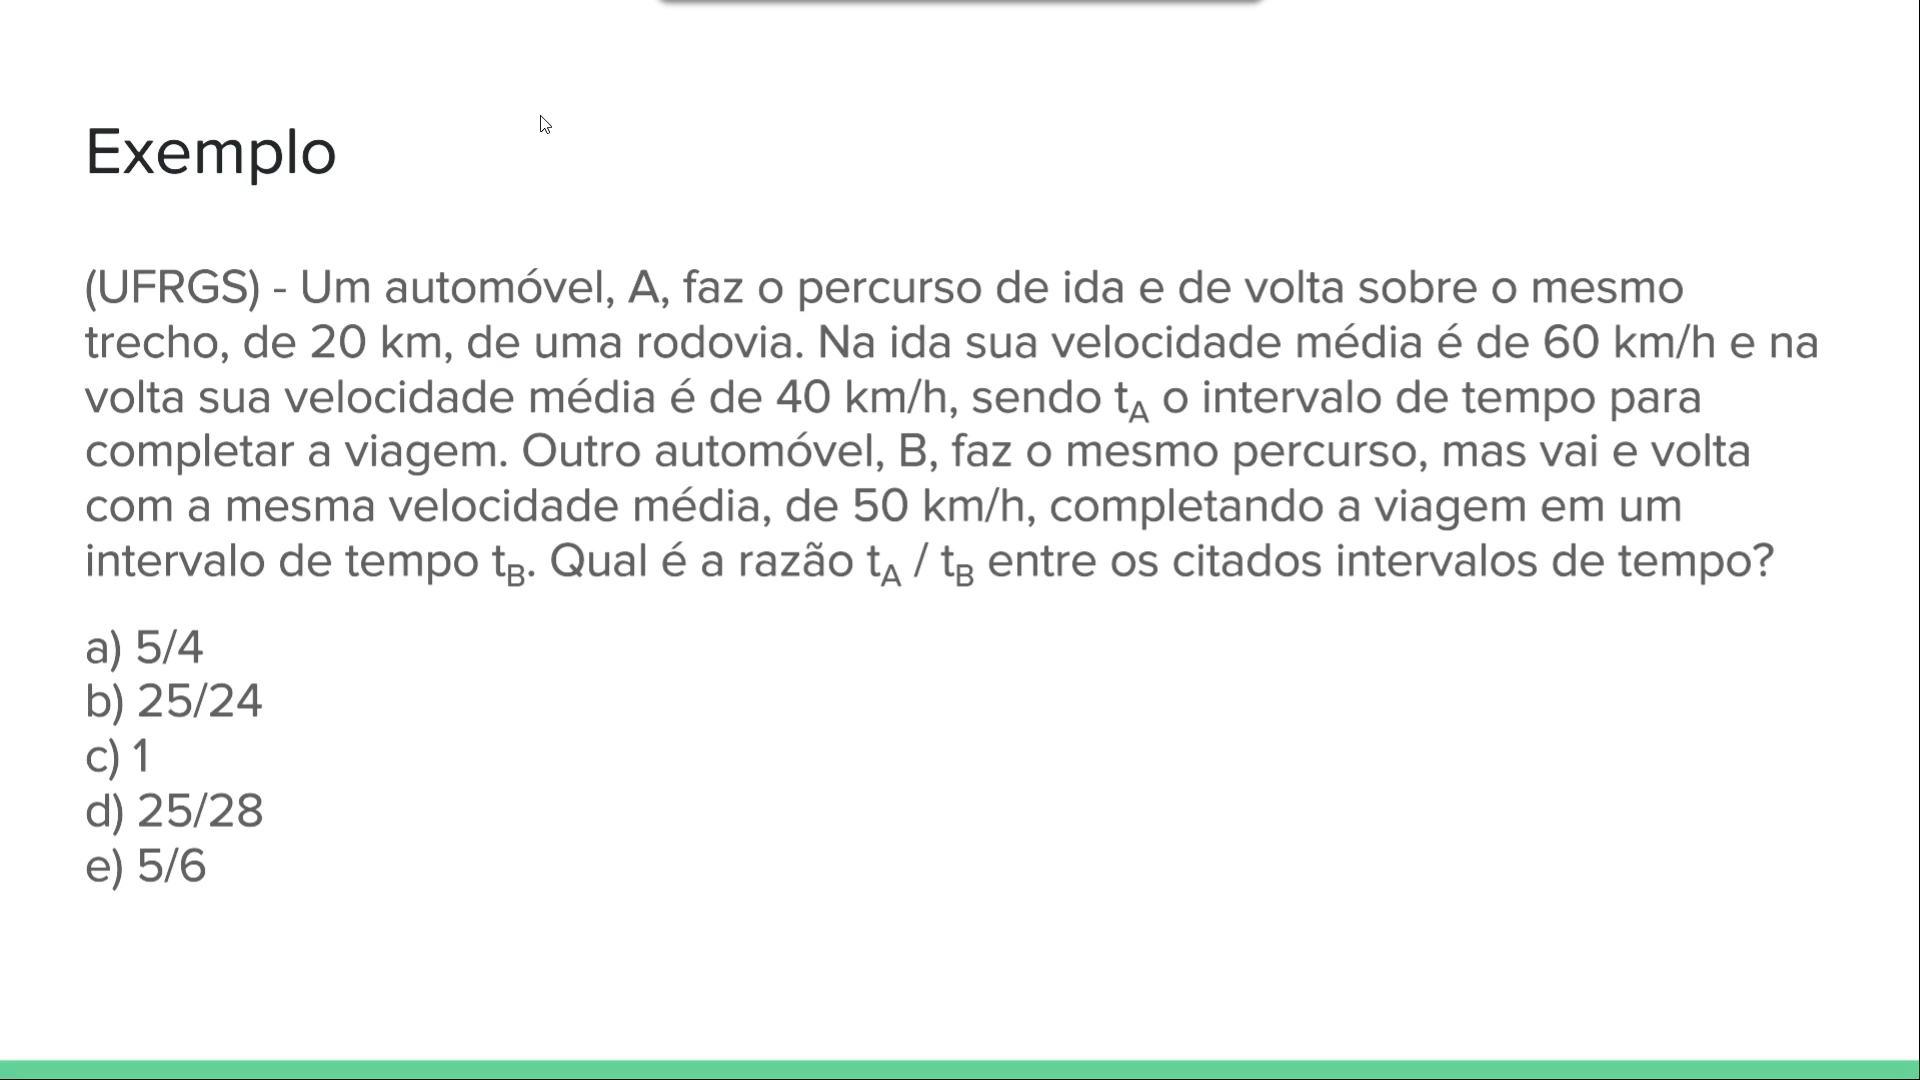 Exemplo
(UFRGS) - Um automóvel, A, faz o percurso de ida e de volta sobre o mesmo
trecho, de 20 km, de uma rodovia. Na ida sua velocidade média é de 60 km/h e na
volta sua velocidade média é de 40 km/h, sendo t_A o intervalo de tempo para
completar a viagem. Outro automóvel, B, faz o mesmo percurso, mas vai e volta
com a mesma velocidade média, de 50 km/h, completando a viagem em um
intervalo de tempo t_B. Qual é a razão t_A / t_B entre os citados intervalos de tempo?
a) 5/4
b) 25/24
c) 1
d) 25/28
e) 5/6